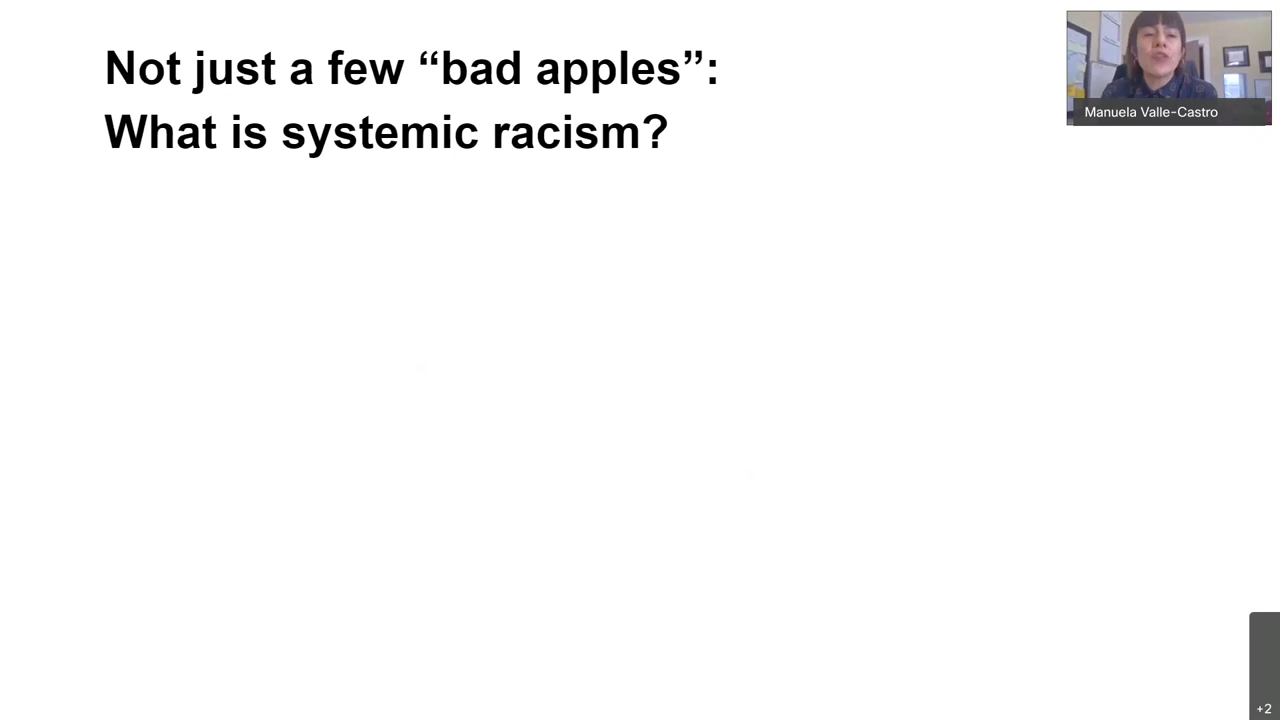 Not just a few “bad apples”:
What is systemic racism?
Manuela Valle-Castro
+2